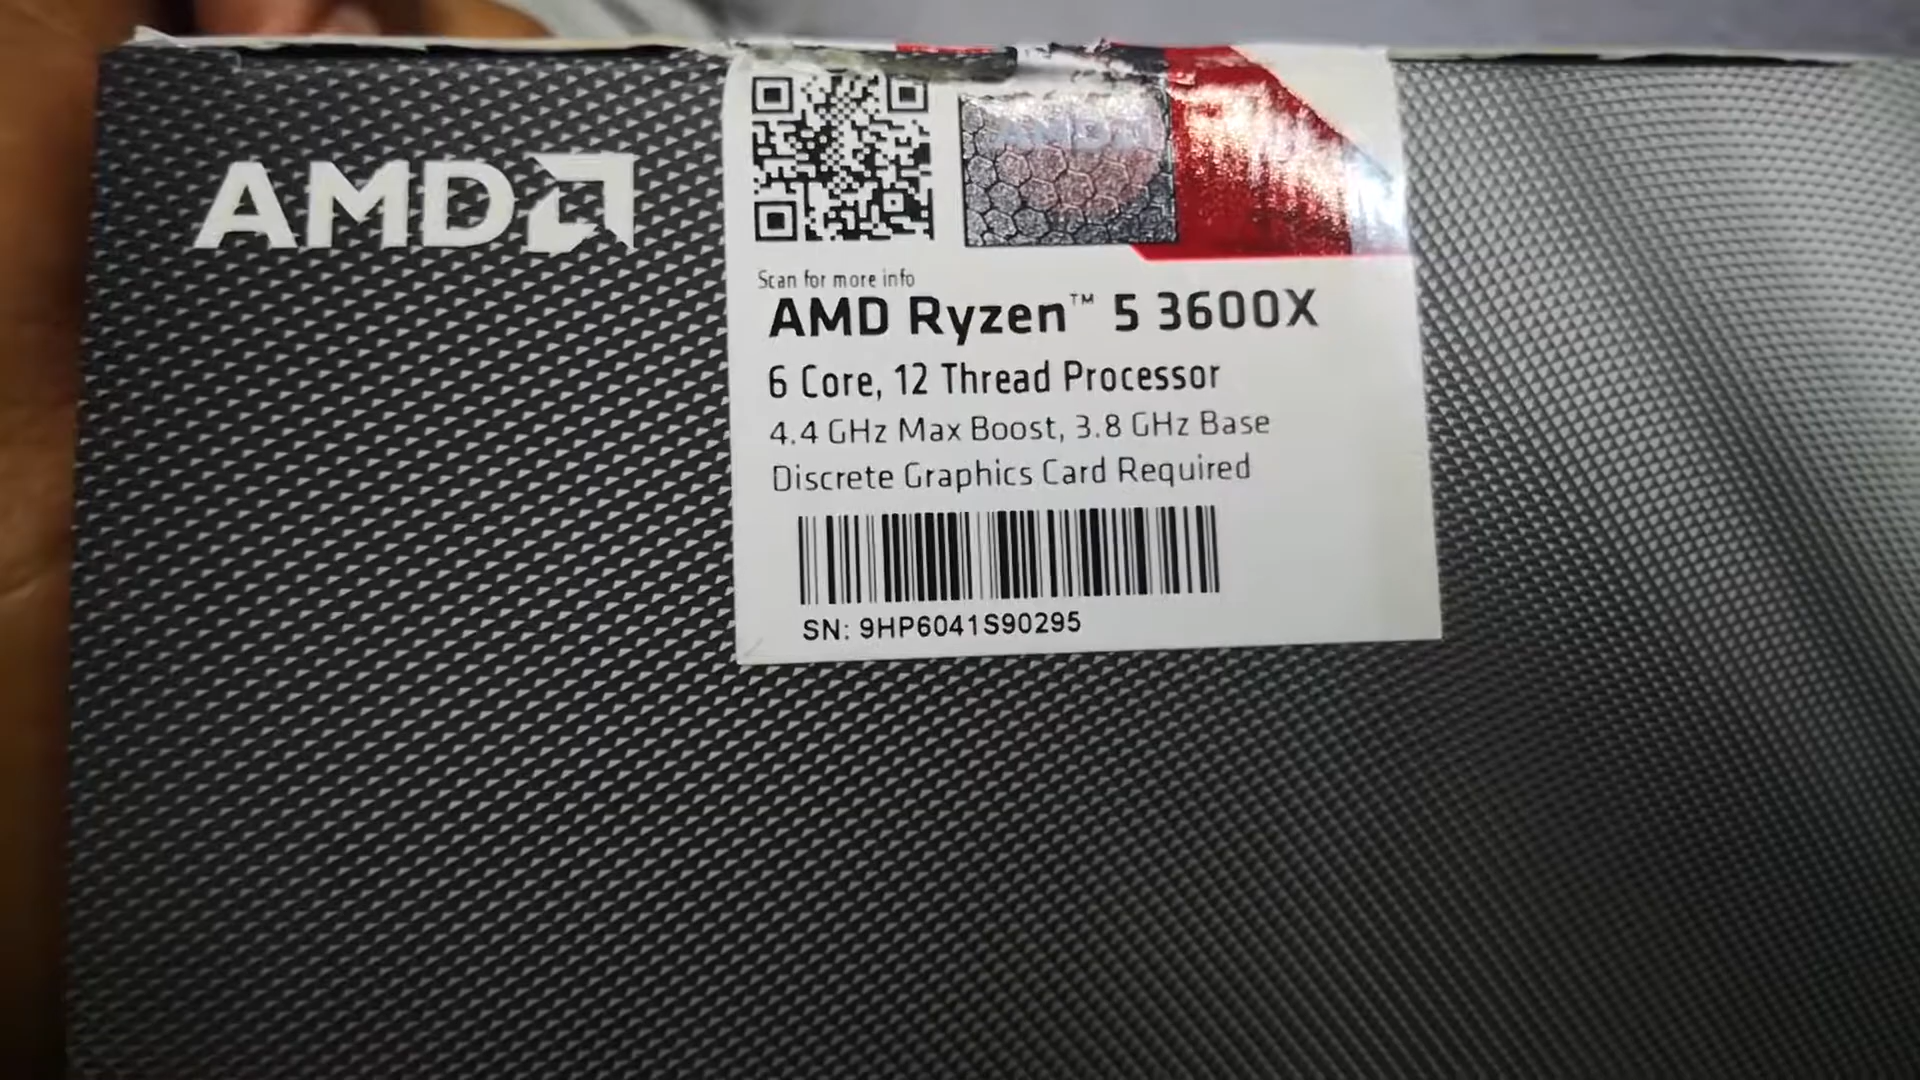 AMD
AMD
Scan for more info
AMD Ryzen™ 5 3600X
6 Core, 12 Thread Processor
4.4 GHz Max Boost, 3.8 GHz Base
Discrete Graphics Card Required
SN: 9HP6041S90295